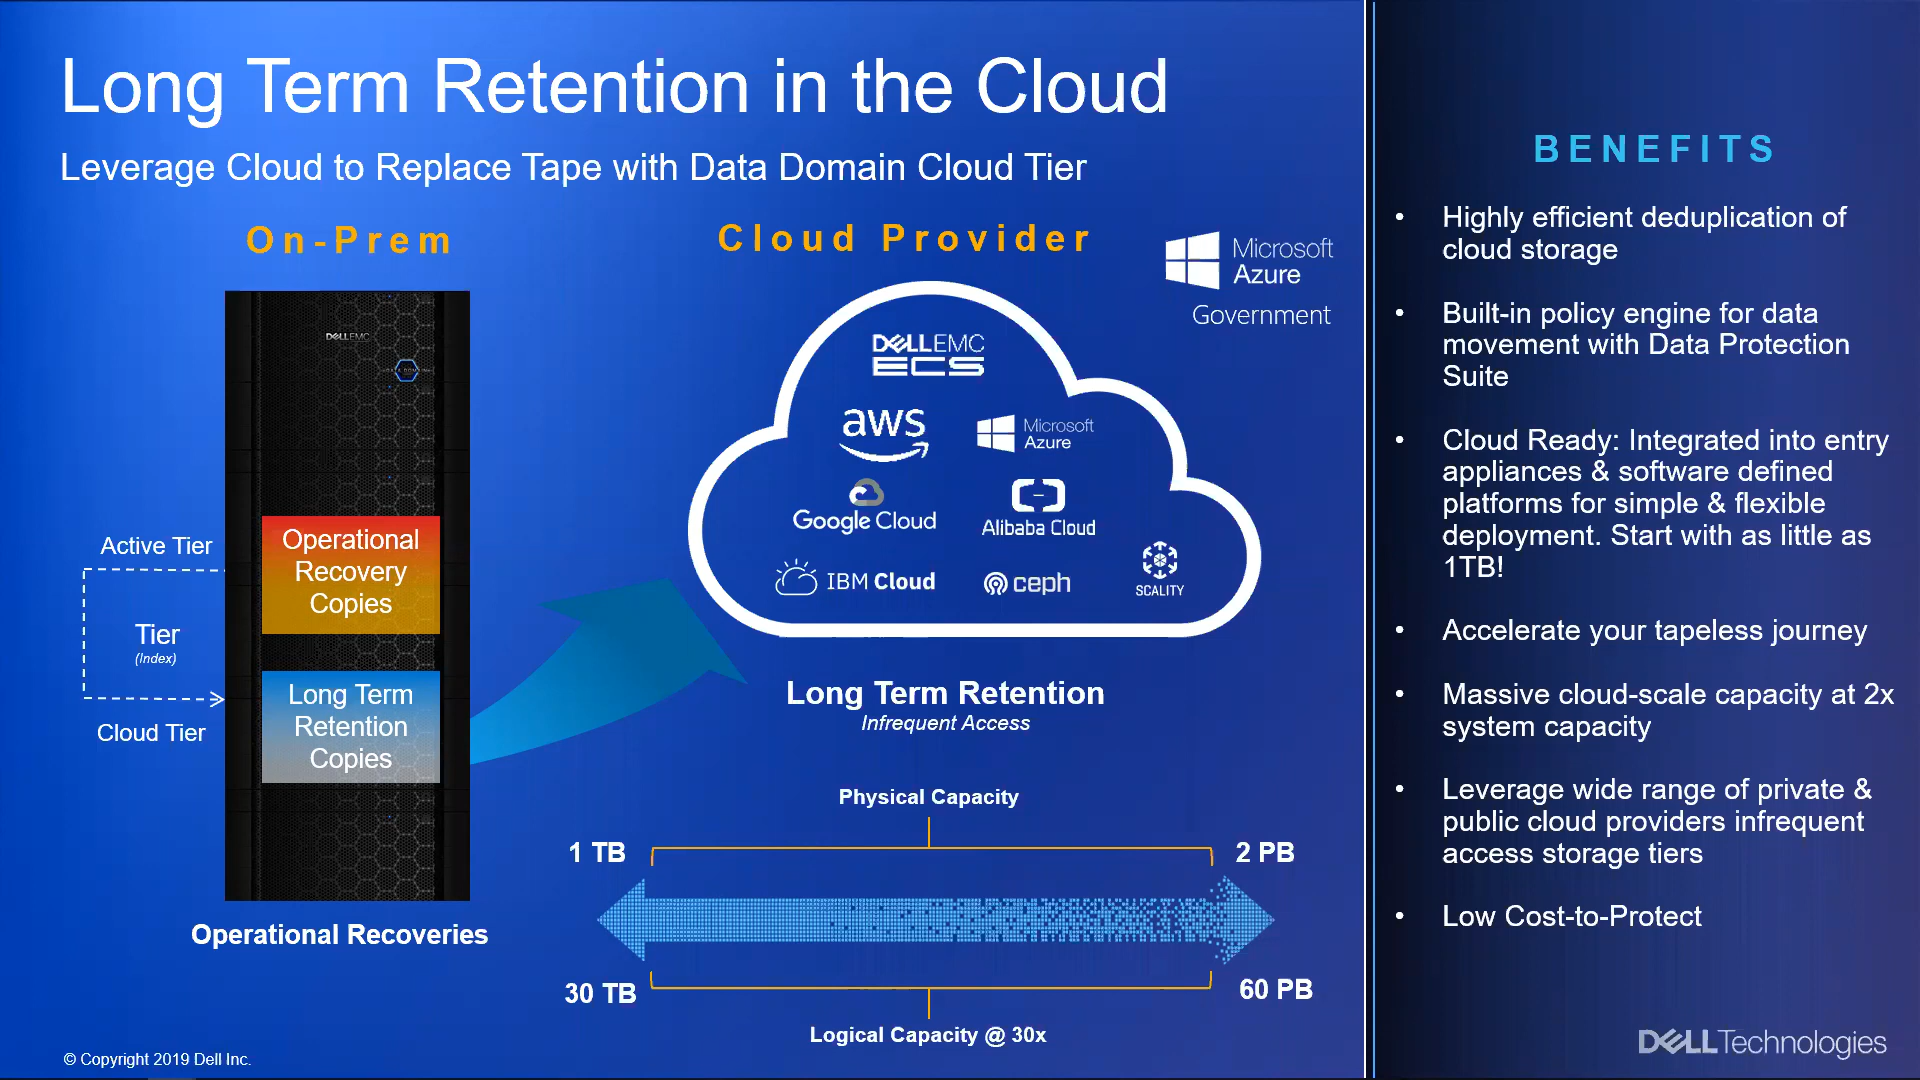 Long Term Retention in the Cloud
Leverage Cloud to Replace Tape with Data Domain Cloud Tier
On-Prem
DELLEMC
Active Tier
Tier
(Index)
Cloud Tier
Operational
Recovery
Copies
Long Term
Retention
Copies
Operational Recoveries
Cloud Provider
Microsoft
Azure
Government
DELLEMC
ECS
aws
Microsoft
Azure
Google Cloud
Alibaba Cloud
IBM Cloud
ceph
SCALITY
Long Term Retention
Infrequent Access
Physical Capacity
1 TB
2 PB
30 TB
60 PB
Logical Capacity @ 30x
© Copyright 2019 Dell Inc.
BENEFITS
• Highly efficient deduplication of
cloud storage
• Built-in policy engine for data
movement with Data Protection
Suite
• Cloud Ready: Integrated into entry
appliances & software defined
platforms for simple & flexible
deployment. Start with as little as
1TB!
• Accelerate your tapeless journey
• Massive cloud-scale capacity at 2x
system capacity
• Leverage wide range of private &
public cloud providers infrequent
access storage tiers
• Low Cost-to-Protect
DELLTechnologies